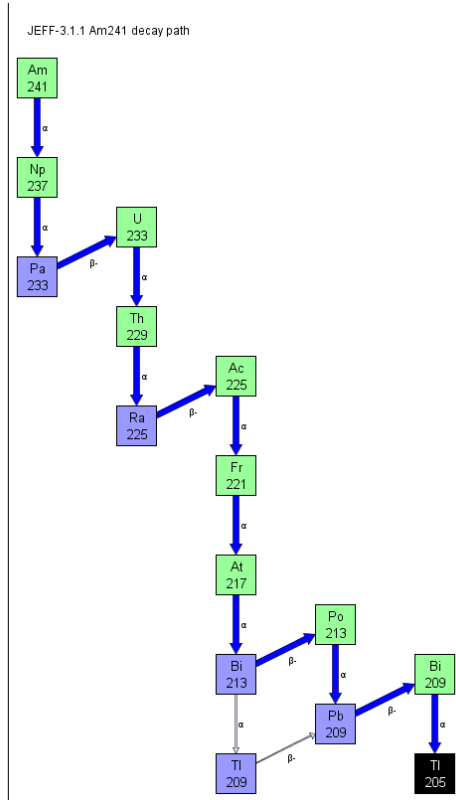 JEFF-3.1.1 Am241 decay path
Am
241
α
Np
237
α
Pa
233
β-
U
233
α
Th
229
α
Ra
225
β-
Ac
225
α
Fr
221
α
At
217
α
Bi
213
β-
Po
213
α
α
Tl
209
β-
Pb
209
β-
Bi
209
α
Tl
205